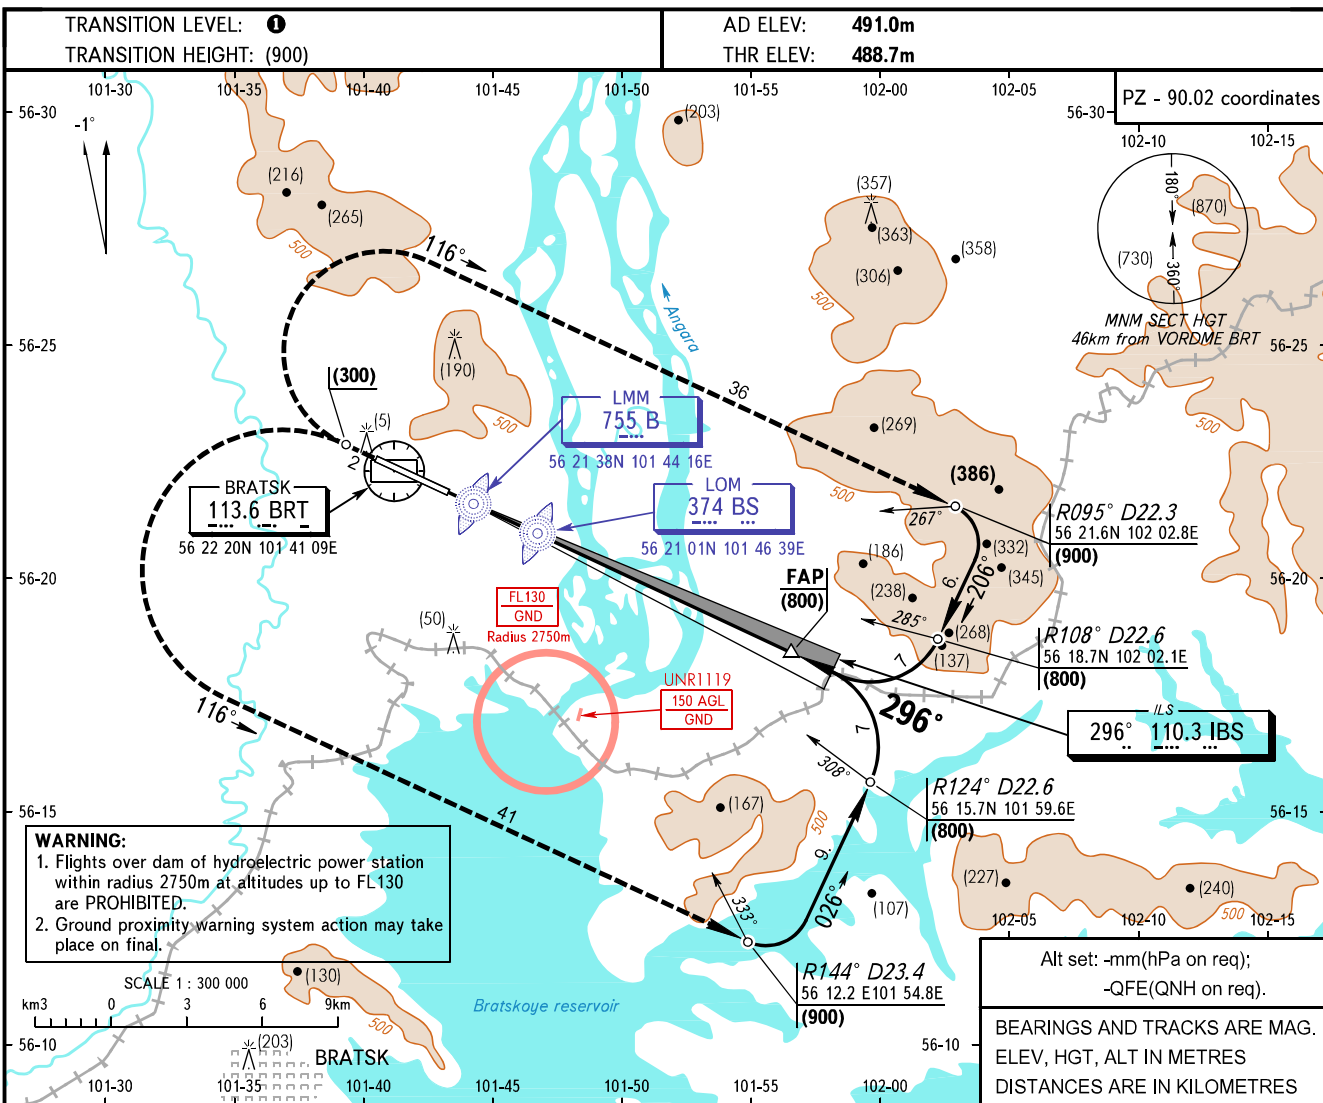 TRANSITION LEVEL: ❶
TRANSITION HEIGHT: (900)
AD ELEV: 491.0m
THR ELEV: 488.7m
101-30 101-35 101-40 101-45 101-50 101-55 102-00 102-05
56-30
56-30
PZ - 90.02 coordinates
102-10 102-15
-1°
(203)
(216)
(265)
500
(357)
(363)
(358)
(306)
500
180°
360°
(870)
(730)
MNM SECT HGT
46km from VORDME BRT
116°
Angara
56-25
56-25
(190)
500
(300)
(5)
2
36
LMM
755 B
56 21 38N 101 44 16E
(269)
500
(386)
BRATSK
113.6 BRT
56 22 20N 101 41 09E
LOM
374 BS
56 21 01N 101 46 39E
267°
R095° D22.3
56 21.6N 102 02.8E
(900)
(332)
(345)
(186)
(238)
6.
206°
285°
(268)
(137)
56-20
56-20
FAP
(800)
FL130
GND
Radius 2750m
(50)
R108° D22.6
56 18.7N 102 02.1E
(800)
7
UNR1119
150 AGL
GND
296°
ILS
296° 110.3 IBS
116°
7
308°
R124° D22.6
56 15.7N 101 59.6E
(800)
41
(167)
500
56-15
56-15
WARNING:
1. Flights over dam of hydroelectric power station
within radius 2750m at altitudes up to FL130
are PROHIBITED.
2. Ground proximity warning system action may take
place on final.
9.
026°
333°
(107)
(227)
(240)
500
102-05 102-10 102-15
R144° D23.4
56 12.2 E101 54.8E
(900)
(130)
500
SCALE 1 : 300 000
km3 0 3 6 9km
Bratskoye reservoir
(203)
BRATSK
56-10
56-10
Alt set: -mm(hPa on req);
-QFE(QNH on req).
BEARINGS AND TRACKS ARE MAG.
ELEV, HGT, ALT IN METRES
DISTANCES ARE IN KILOMETRES
101-30 101-35 101-40 101-45 101-50 101-55 102-00